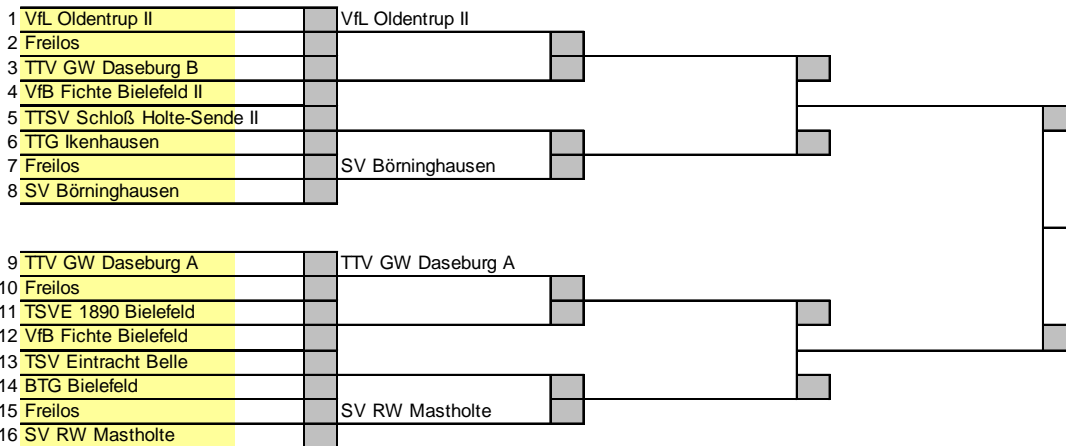 1 VfL Oldentrup II VfL Oldentrup II
2 Freilos
3 TTV GW Daseburg B
4 VfB Fichte Bielefeld II
5 TTSV Schloß Holte-Sende II
6 TTG Ikenhausen
7 Freilos SV Börninghausen
8 SV Börninghausen
9 TTV GW Daseburg A TTV GW Daseburg A
10 Freilos
11 TSVE 1890 Bielefeld
12 VfB Fichte Bielefeld
13 TSV Eintracht Belle
14 BTG Bielefeld
15 Freilos SV RW Mastholte
16 SV RW Mastholte